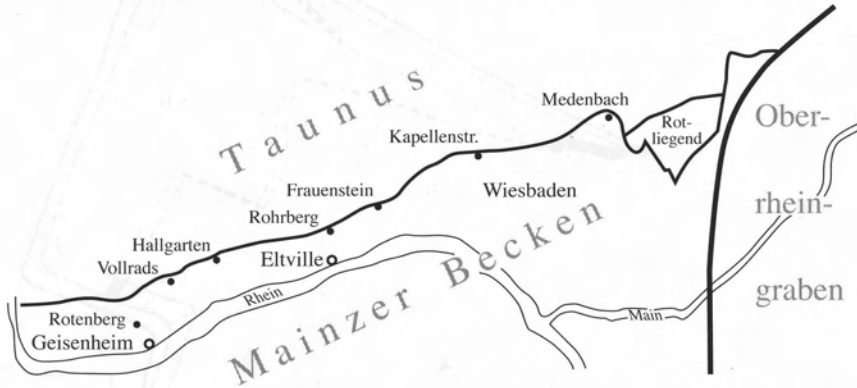 Taunus
Medenbach
Rot-
liegend
Ober-
rhein-
graben
Kapellenstr.
Wiesbaden
Frauenstein
Rohrberg
Hallgarten
Vollrads
Eltville
Rhein
Mainzer Becken
Main
Rotenberg
Geisenheim